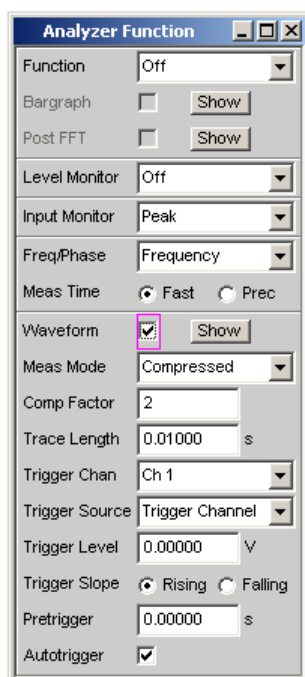 Analyzer Function
Function Off
Bargraph Show
Post FFT Show
Level Monitor Off
Input Monitor Peak
Freq/Phase Frequency
Meas Time Fast Prec
Waveform Show
Meas Mode Compressed
Comp Factor 2
Trace Length 0.01000 s
Trigger Chan Ch 1
Trigger Source Trigger Channel
Trigger Level 0.00000 V
Trigger Slope Rising Falling
Pretrigger 0.00000 s
Autotrigger